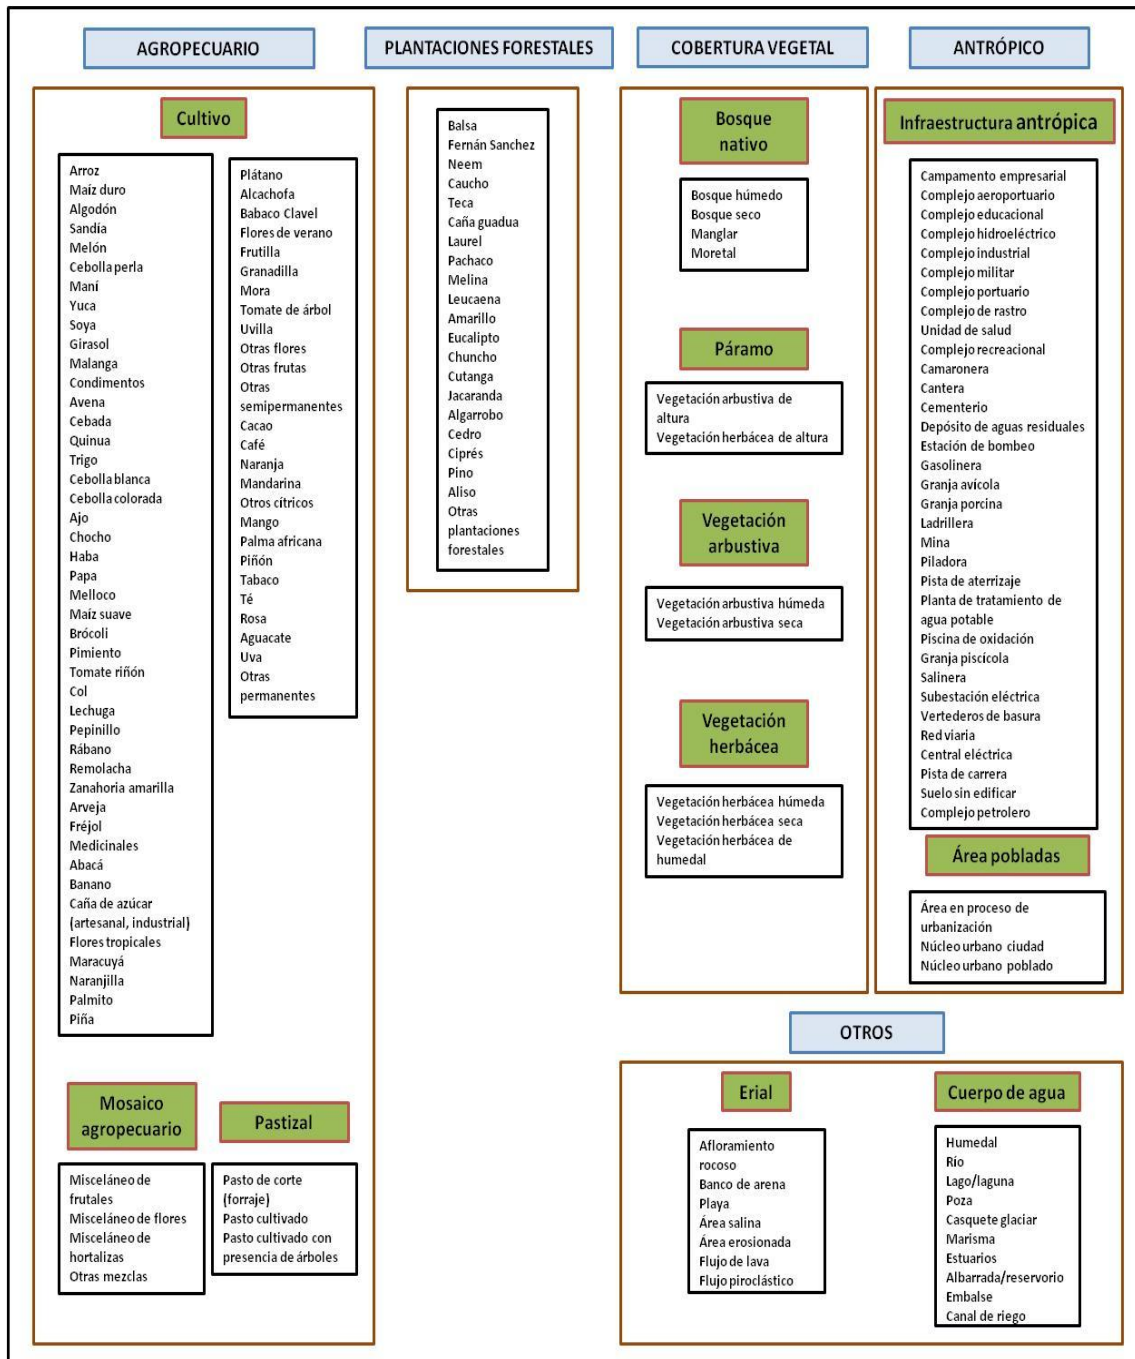 AGROPECUARIO
Cultivo
Arroz
Maíz duro
Algodón
Sandía
Melón
Cebolla perla
Maní
Yuca
Soya
Girasol
Malanga
Condimentos
Avena
Cebada
Quinua
Trigo
Cebolla blanca
Cebolla colorada
Ajo
Chocho
Haba
Papa
Melloco
Maíz suave
Brócoli
Pimiento
Tomate riñón
Col
Lechuga
Pepinillo
Rábano
Remolacha
Zanahoria amarilla
Arveja
Fréjol
Medicinales
Abacá
Banano
Caña de azúcar
(artesanal, industrial)
Flores tropicales
Maracuyá
Naranjilla
Palmito
Piña
Plátano
Alcachofa
Babaco Clavel
Flores de verano
Frutilla
Granadilla
Mora
Tomate de árbol
Uvilla
Otras flores
Otras frutas
Otras
semipermanentes
Cacao
Café
Naranja
Mandarina
Otros cítricos
Mango
Palma africana
Piñón
Tabaco
Té
Rosa
Aguacate
Uva
Otras
permanentes
Mosaico
agropecuario
Misceláneo de
frutales
Misceláneo de flores
Misceláneo de
hortalizas
Otras mezclas
Pastizal
Pasto de corte
(forraje)
Pasto cultivado
Pasto cultivado con
presencia de árboles
PLANTACIONES FORESTALES
Balsa
Fernán Sanchez
Neem
Caucho
Teca
Caña guadua
Laurel
Pachaco
Melina
Leucaena
Amarillo
Eucalipto
Chuncho
Cutanga
Jacaranda
Algarrobo
Cedro
Ciprés
Pino
Aliso
Otras
plantaciones
forestales
COBERTURA VEGETAL
Bosque
nativo
Bosque húmedo
Bosque seco
Manglar
Moretal
Páramo
Vegetación arbustiva de
altura
Vegetación herbácea de altura
Vegetación
arbustiva
Vegetación arbustiva húmeda
Vegetación arbustiva seca
Vegetación
herbácea
Vegetación herbácea húmeda
Vegetación herbácea seca
Vegetación herbácea de
humedal
ANTRÓPICO
Infraestructura antrópica
Campamento empresarial
Complejo aeroportuario
Complejo educacional
Complejo hidroeléctrico
Complejo industrial
Complejo militar
Complejo portuario
Complejo de rastro
Unidad de salud
Complejo recreacional
Camaronera
Cantera
Cementerio
Depósito de aguas residuales
Estación de bombeo
Gasolinera
Granja avícola
Granja porcina
Ladrillera
Mina
Piladora
Pista de aterrizaje
Planta de tratamiento de
agua potable
Piscina de oxidación
Granja piscícola
Salinera
Subestación eléctrica
Vertederos de basura
Red viaria
Central eléctrica
Pista de carrera
Suelo sin edificar
Complejo petrolero
Área pobladas
Área en proceso de
urbanización
Núcleo urbano ciudad
Núcleo urbano poblado
OTROS
Erial
Afloramiento
rocoso
Banco de arena
Playa
Área salina
Área erosionada
Flujo de lava
Flujo piroclástico
Cuerpo de agua
Humedal
Río
Lago/laguna
Poza
Casquete glaciar
Marisma
Estuarios
Albarrada/reservorio
Embalse
Canal de riego